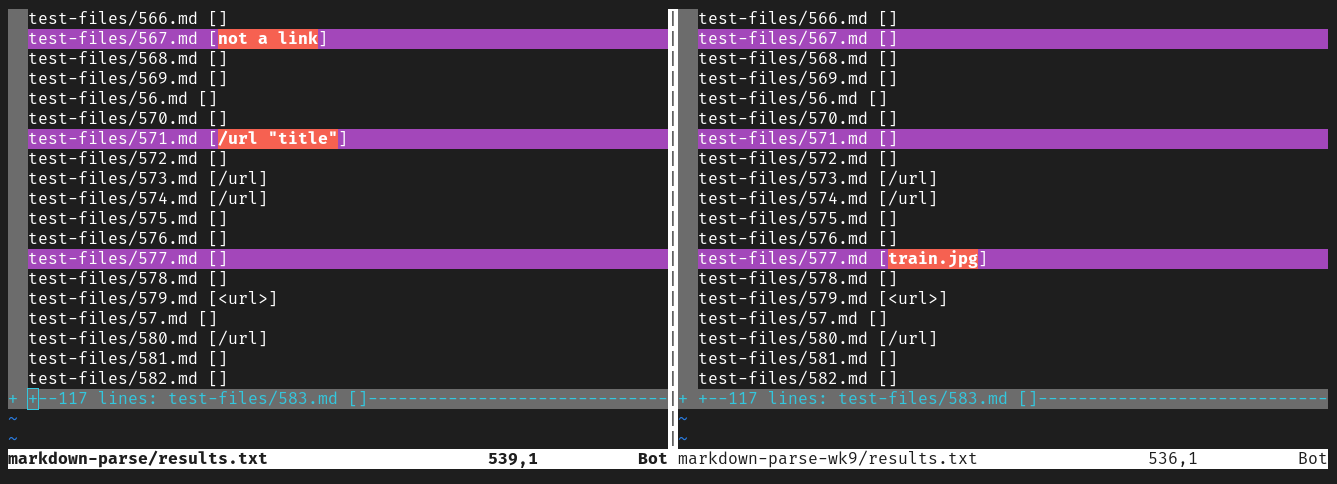 test-files/566.md []
test-files/567.md [not a link]
test-files/568.md []
test-files/569.md []
test-files/56.md []
test-files/570.md []
test-files/571.md [/url "title"]
test-files/572.md []
test-files/573.md [/url]
test-files/574.md [/url]
test-files/575.md []
test-files/576.md []
test-files/577.md []
test-files/578.md []
test-files/579.md [<url>]
test-files/57.md []
test-files/580.md [/url]
test-files/581.md []
test-files/582.md []
+ +--117 lines: test-files/583.md []------------------------------
~
~
markdown-parse/results.txt 539,1 Bot
test-files/566.md []
test-files/567.md []
test-files/568.md []
test-files/569.md []
test-files/56.md []
test-files/570.md []
test-files/571.md []
test-files/572.md []
test-files/573.md [/url]
test-files/574.md [/url]
test-files/575.md []
test-files/576.md []
test-files/577.md [train.jpg]
test-files/578.md []
test-files/579.md [<url>]
test-files/57.md []
test-files/580.md [/url]
test-files/581.md []
test-files/582.md []
+ +--117 lines: test-files/583.md []-----------------------------
~
~
markdown-parse-wk9/results.txt 536,1 Bot